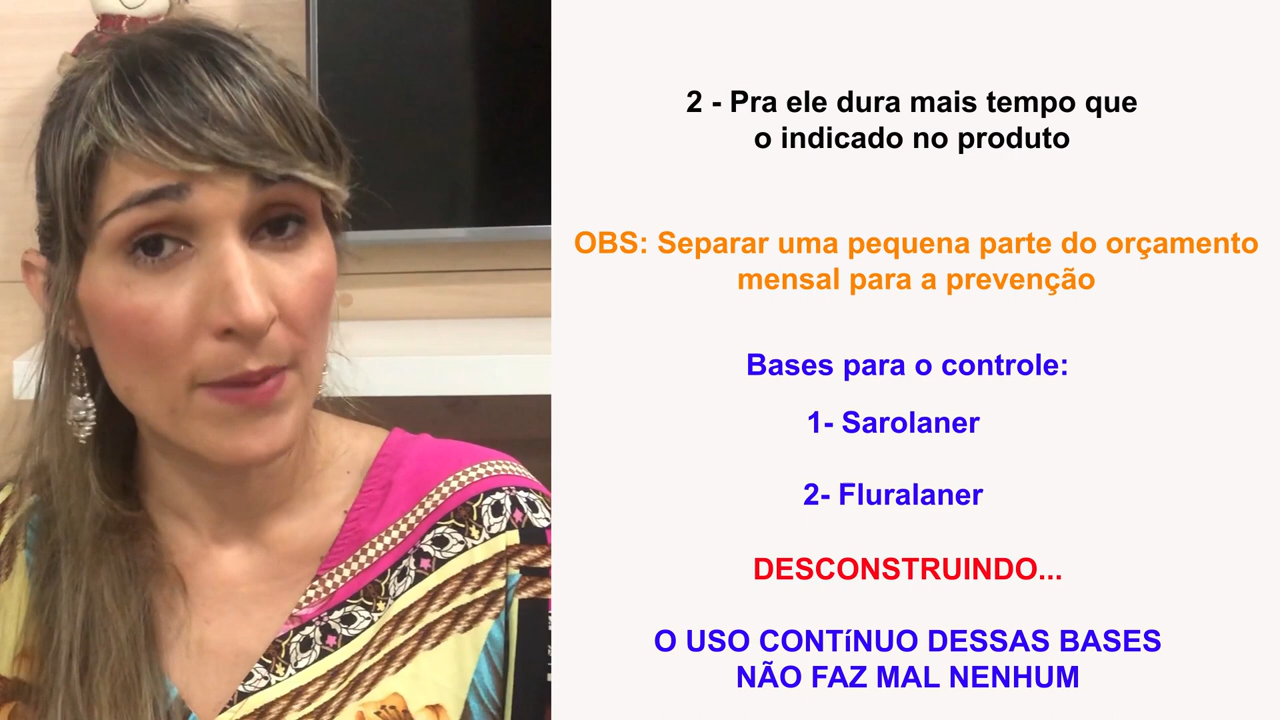 2 - Pra ele dura mais tempo que
o indicado no produto
OBS: Separar uma pequena parte do orçamento
mensal para a prevenção
Bases para o controle:
1- Sarolaner
2- Fluralaner
DESCONSTRUINDO...
O USO CONTíNUO DESSAS BASES
NÃO FAZ MAL NENHUM